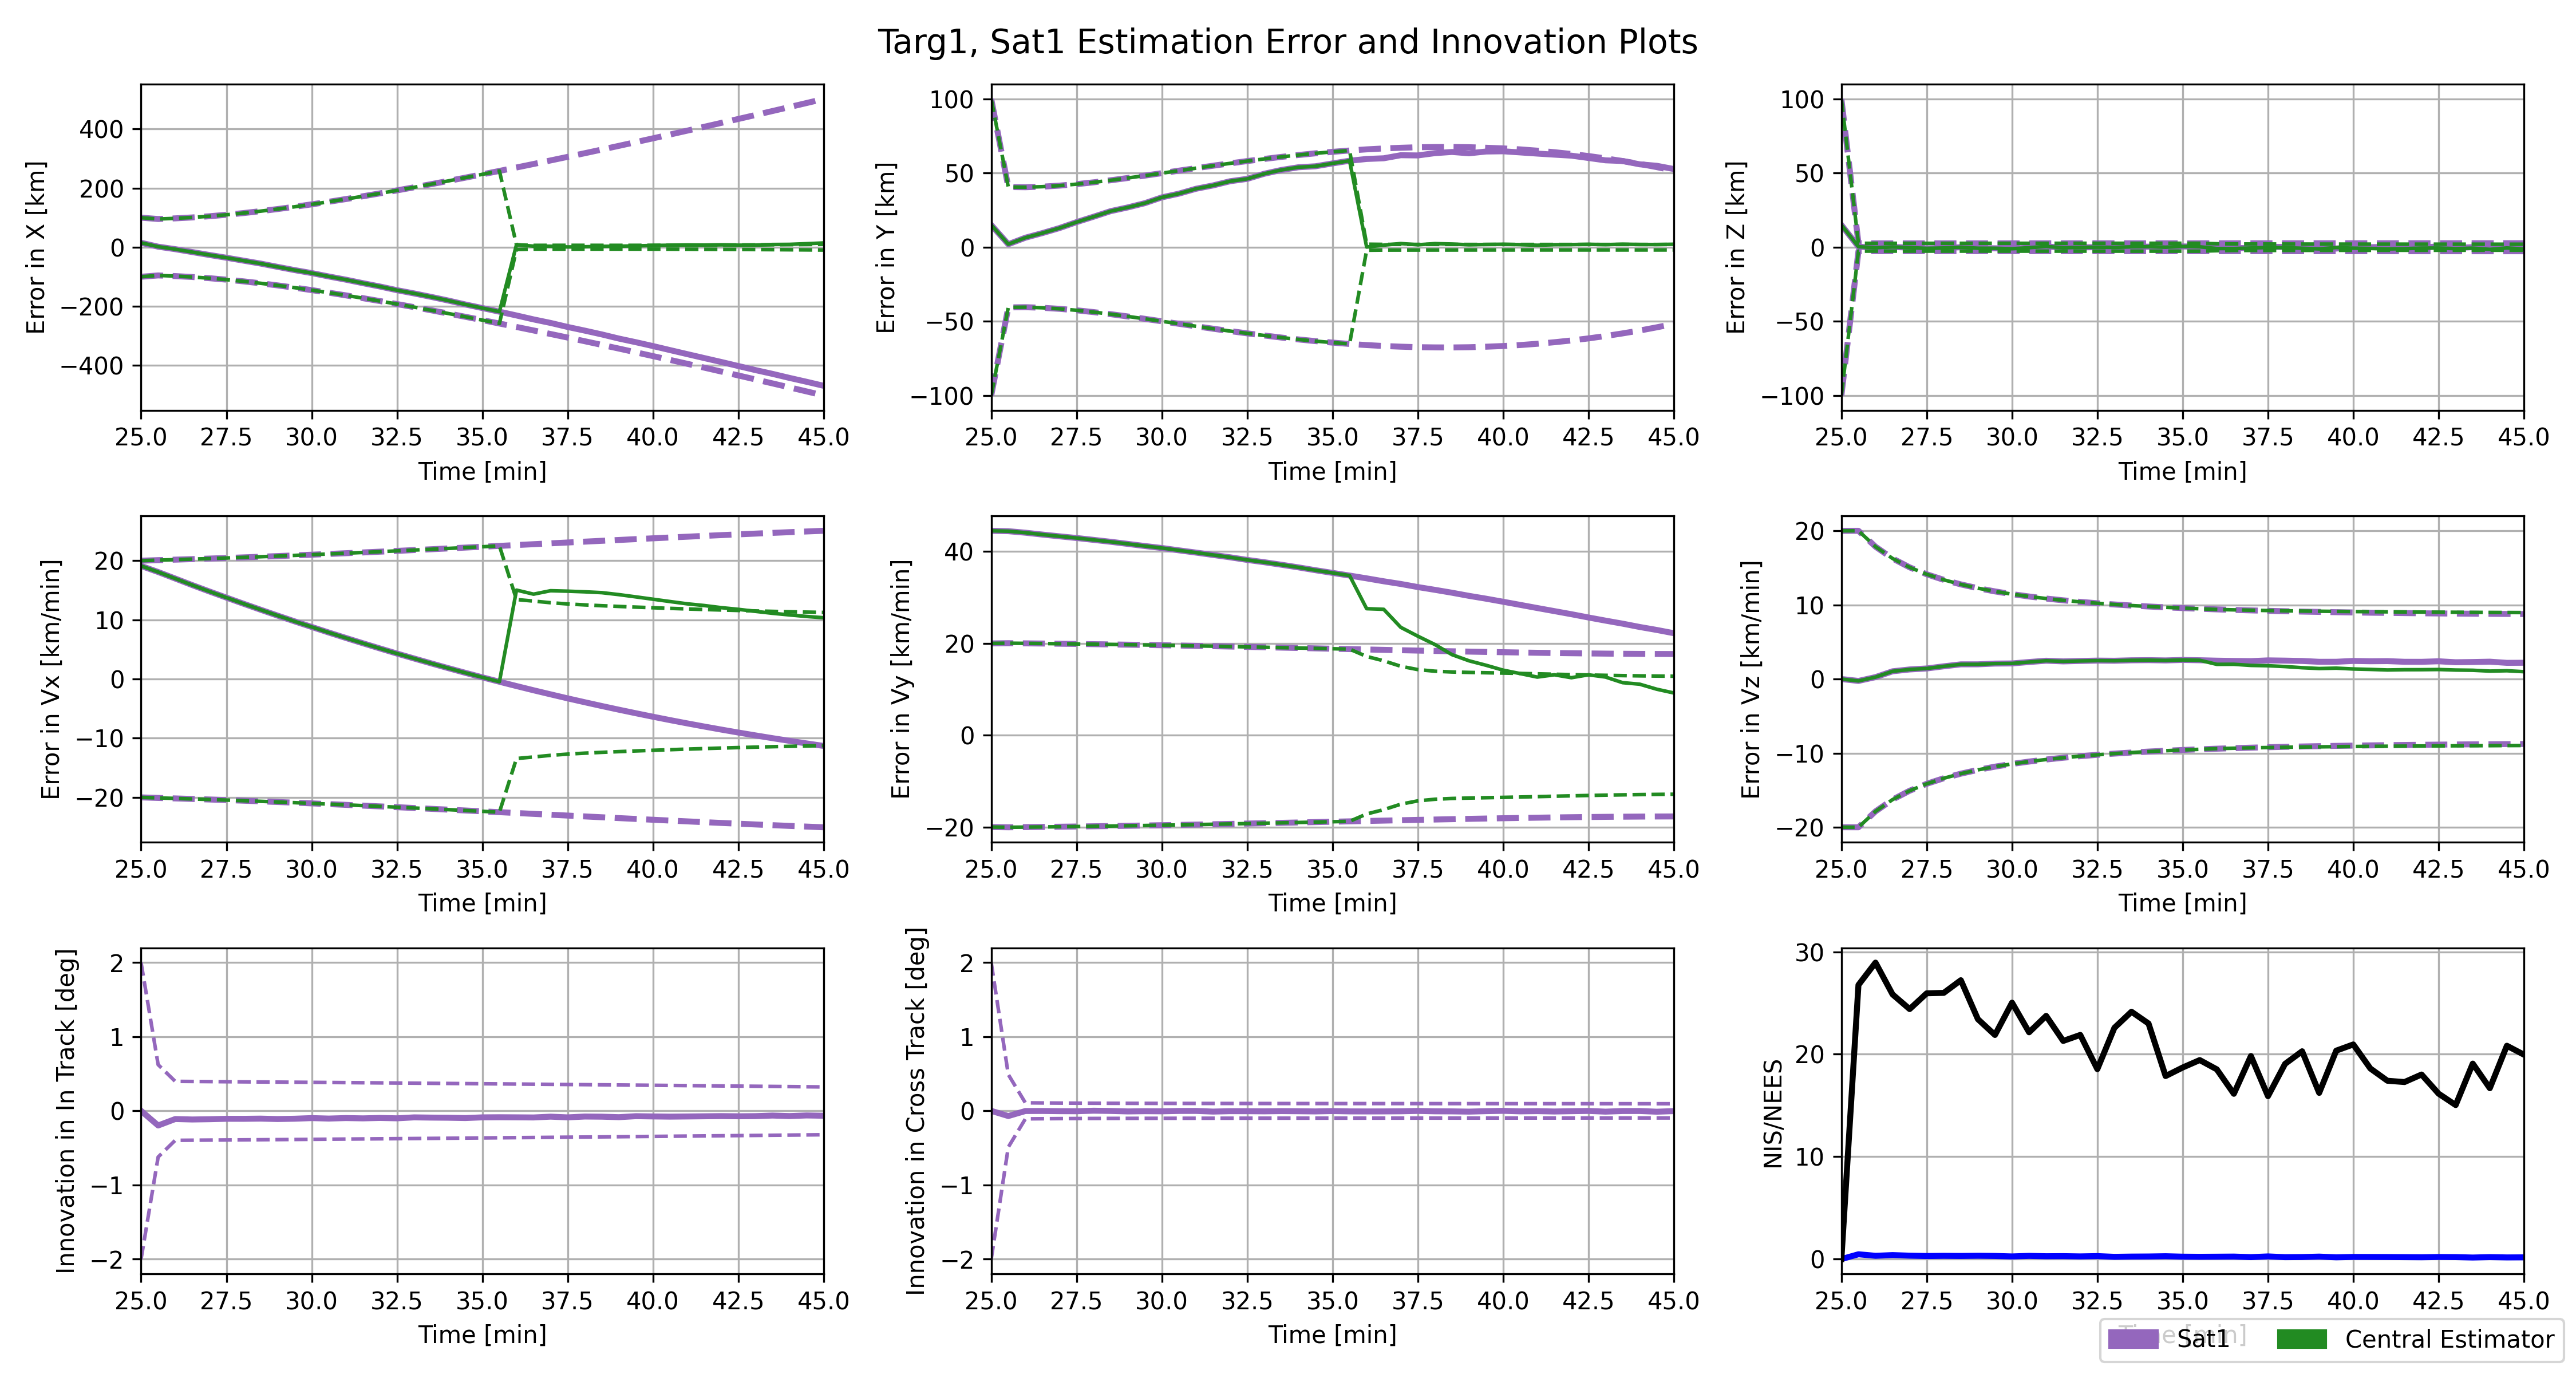 Targ1, Sat1 Estimation Error and Innovation Plots
Error in X [km]
400
200
0
−200
−400
25.0 27.5 30.0 32.5 35.0 37.5 40.0 42.5 45.0
Time [min]
Error in Y [km]
100
50
0
−50
−100
25.0 27.5 30.0 32.5 35.0 37.5 40.0 42.5 45.0
Time [min]
Error in Z [km]
100
50
0
−50
−100
25.0 27.5 30.0 32.5 35.0 37.5 40.0 42.5 45.0
Time [min]
Error in Vx [km/min]
20
10
0
−10
−20
25.0 27.5 30.0 32.5 35.0 37.5 40.0 42.5 45.0
Time [min]
Error in Vy [km/min]
40
20
0
−20
25.0 27.5 30.0 32.5 35.0 37.5 40.0 42.5 45.0
Time [min]
Error in Vz [km/min]
20
10
0
−10
−20
25.0 27.5 30.0 32.5 35.0 37.5 40.0 42.5 45.0
Time [min]
Innovation in In Track [deg]
2
1
0
−1
−2
25.0 27.5 30.0 32.5 35.0 37.5 40.0 42.5 45.0
Time [min]
Innovation in Cross Track [deg]
2
1
0
−1
−2
25.0 27.5 30.0 32.5 35.0 37.5 40.0 42.5 45.0
Time [min]
NIS/NEES
30
20
10
0
25.0 27.5 30.0 32.5 35.0 37.5 40.0 42.5 45.0
Time [min]
Sat1 Central Estimator